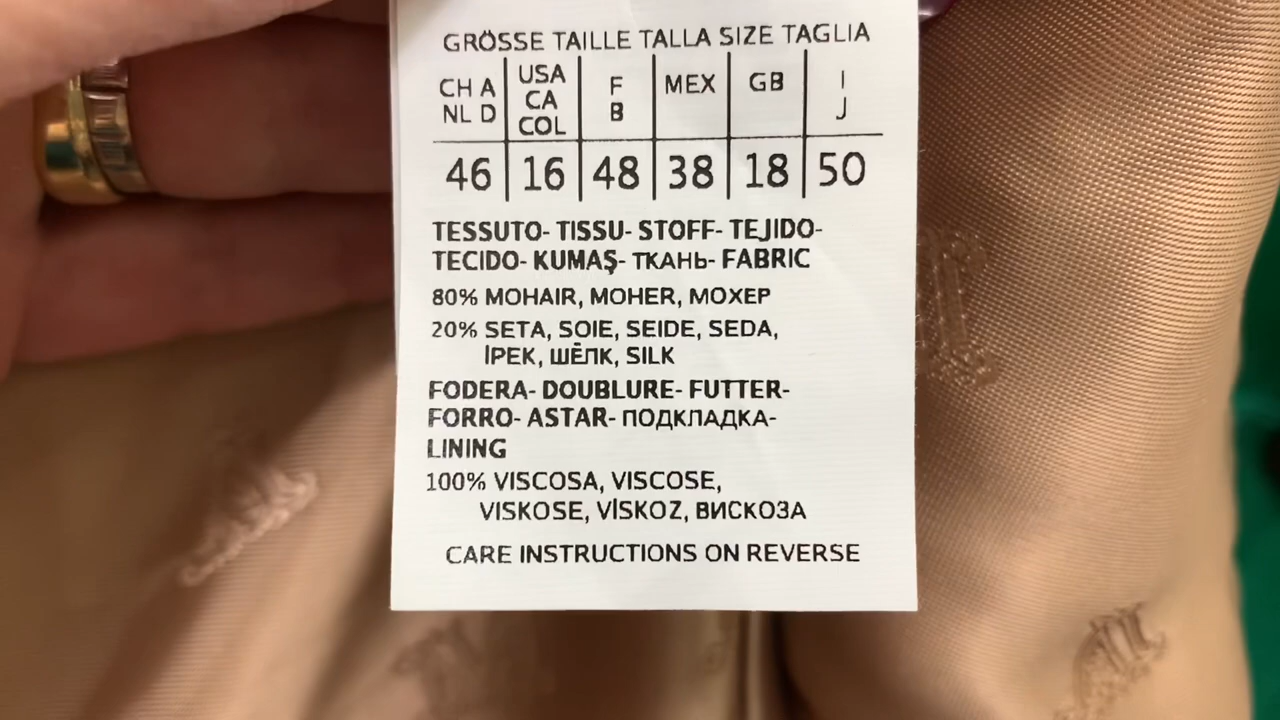 GRÖSSE TAILLE TALLA SIZE TAGLIA
CH A NL D | USA CA COL | F B | MEX | GB | I J
46 | 16 | 48 | 38 | 18 | 50
TESSUTO- TISSU- STOFF- TEJIDO-
TECIDO- KUMAŞ- ТКАНЬ- FABRIC
80% MOHAIR, MOHER, МОХЕР
20% SETA, SOIE, SEIDE, SEDA,
İPEK, ШЁЛК, SILK
FODERA- DOUBLURE- FUTTER-
FORRO- ASTAR- ПОДКЛАДКА-
LINING
100% VISCOSA, VISCOSE,
VISKOSE, VİSKOZ, ВИСКОЗА
CARE INSTRUCTIONS ON REVERSE